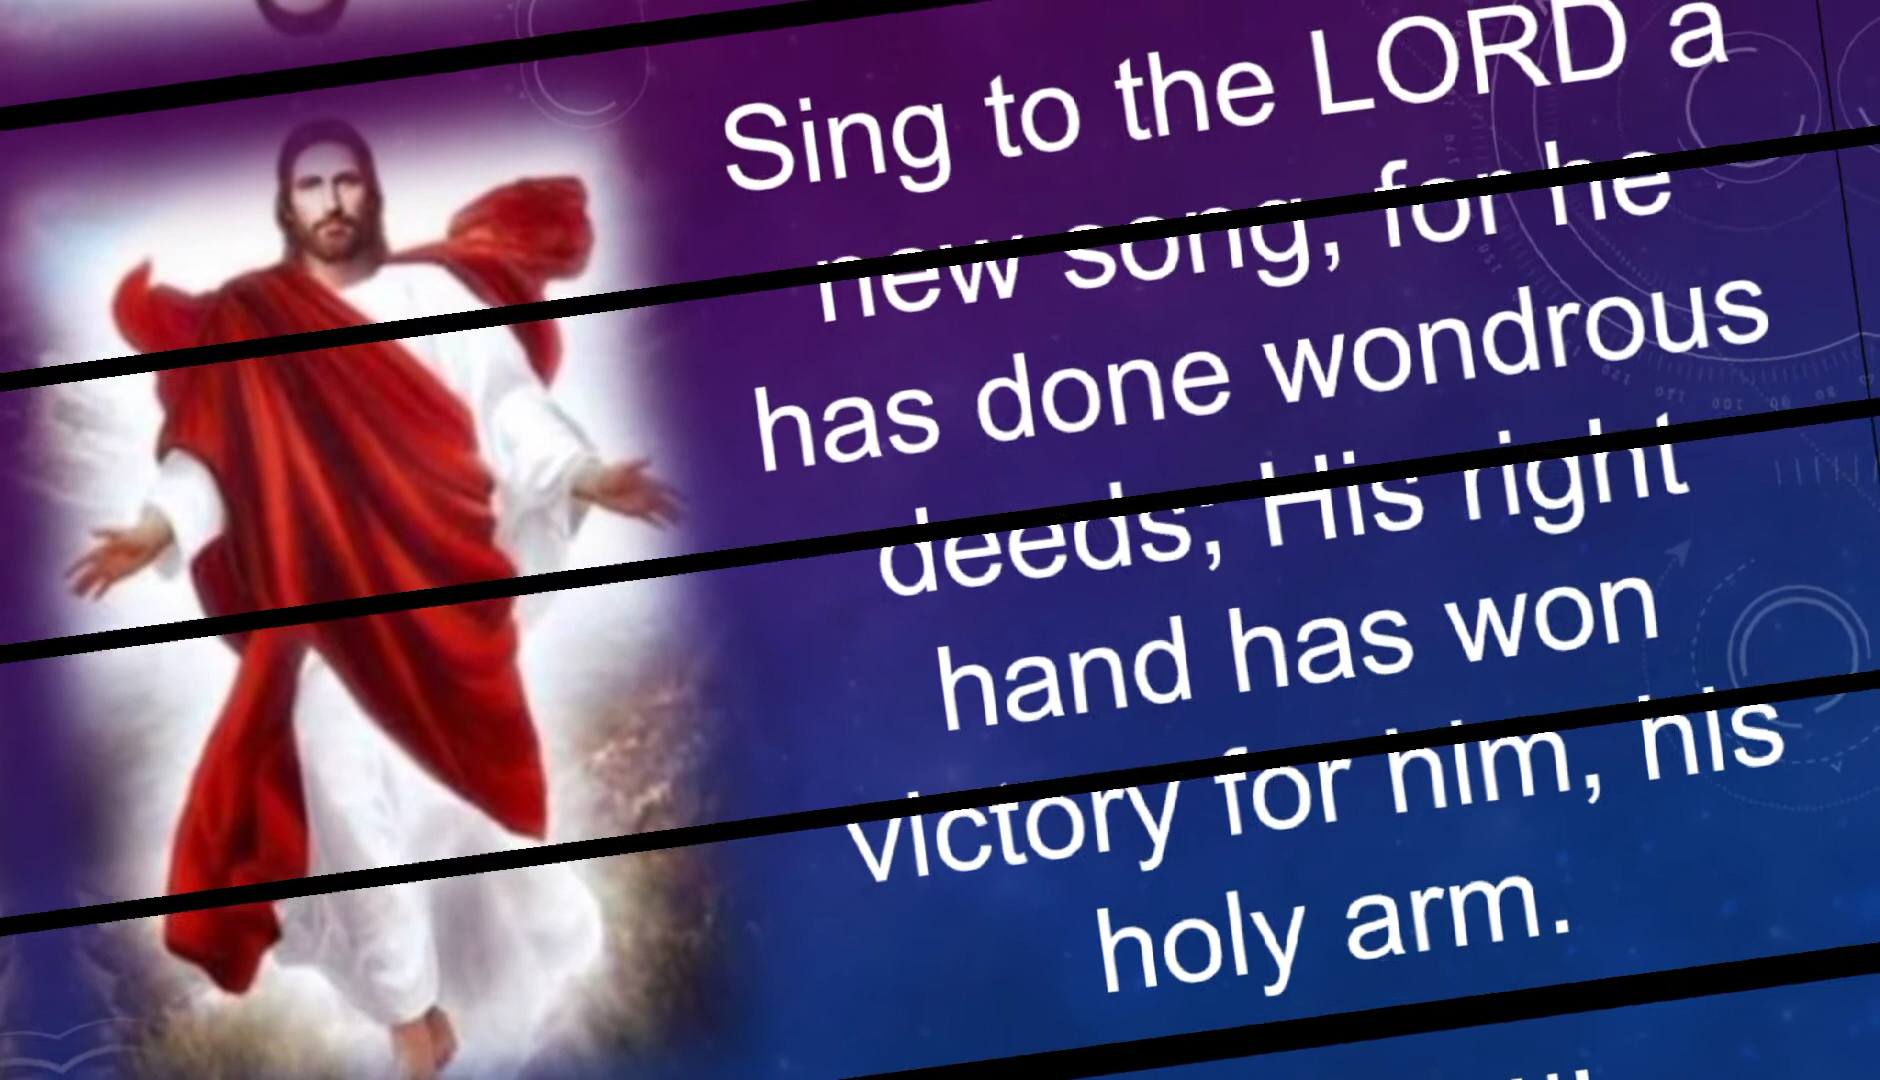 Sing to the LORD a
new song, for he
has done wondrous
deeds; His right
hand has won
victory for him, his
holy arm.